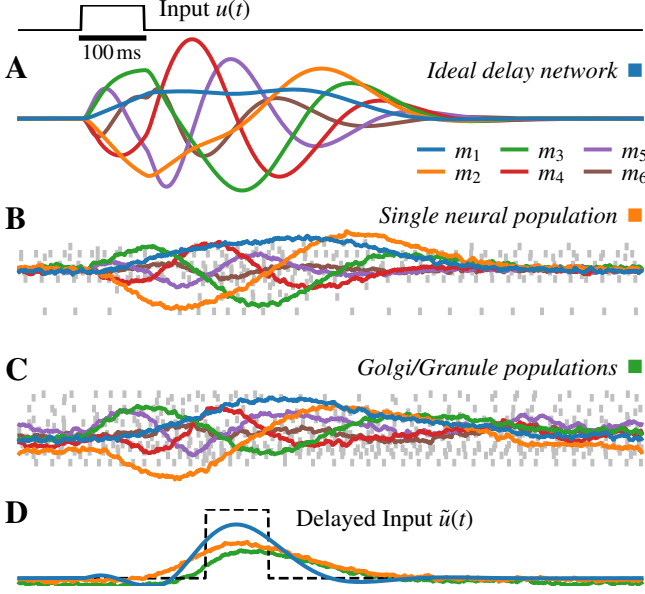 Input u(t)
100 ms
A
Ideal delay network
m1 m3 m5
m2 m4 m6
B
Single neural population
C
Golgi/Granule populations
D
Delayed Input ũ(t)